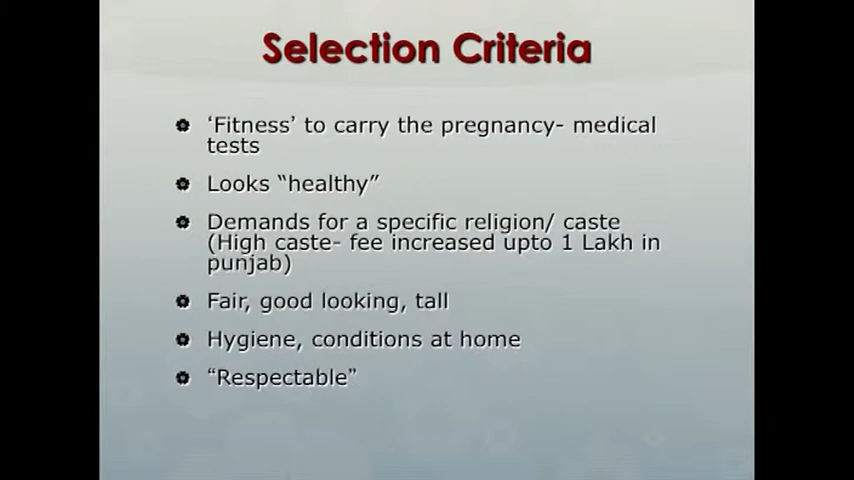 Selection Criteria
‘Fitness’ to carry the pregnancy- medical
tests
Looks “healthy”
Demands for a specific religion/ caste
(High caste- fee increased upto 1 Lakh in
punjab)
Fair, good looking, tall
Hygiene, conditions at home
“Respectable”